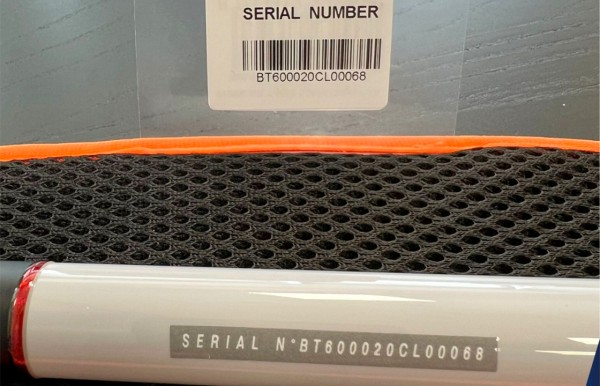 SERIAL NUMBER
BT600020CL00068
SERIAL N°BT600020CL00068